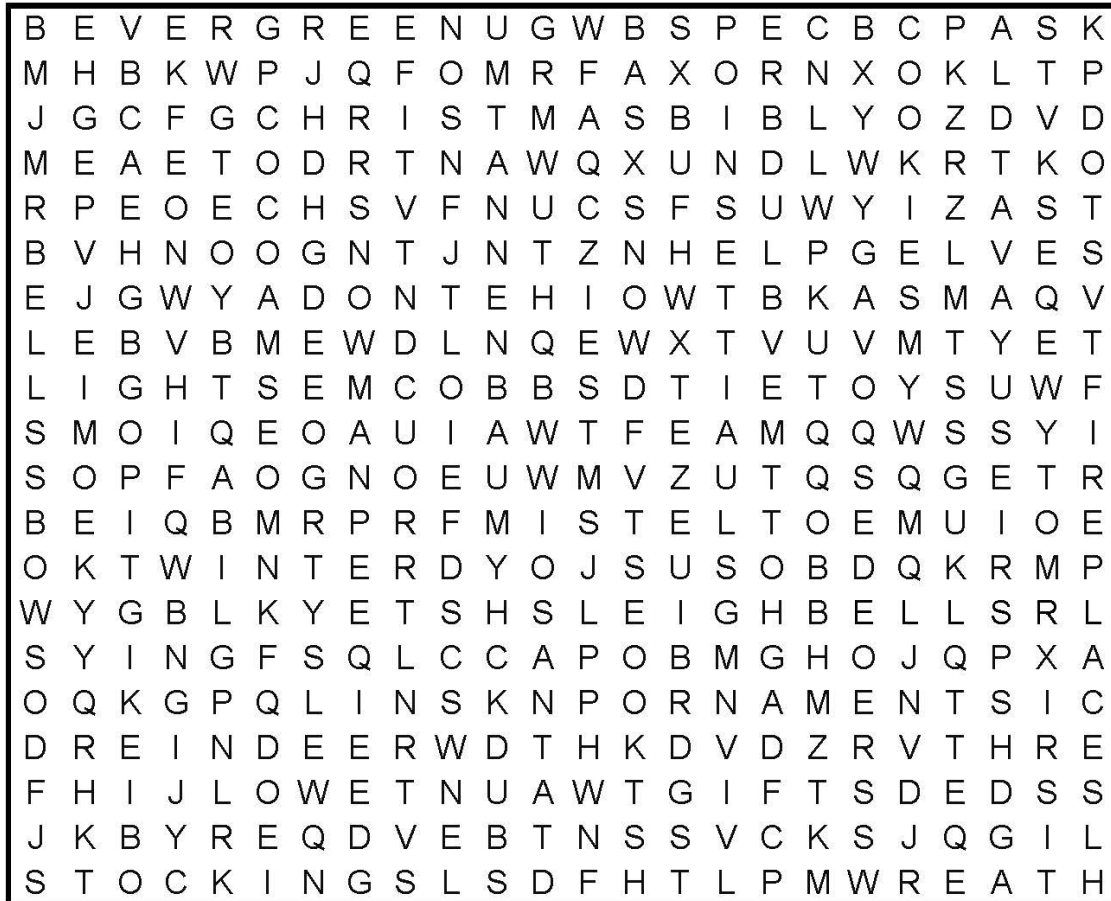 B E V E R G R E E N U G W B S P E C B C P A S K
M H B K W P J Q F O M R F A X O R N X O K L T P
J G C F G C H R I S T M A S B I B L Y O Z D V D
M E A E T O D R T N A W Q X U N D L W K R T K O
R P E O E C H S V F N U C S F S U W Y I Z A S T
B V H N O O G N T J N T Z N H E L P G E L V E S
E J G W Y A D O N T E H I O W T B K A S M A Q V
L E B V B M E W D L N Q E W X T V U V M T Y E T
L I G H T S E M C O B B S D T I E T O Y S U W F
S M O I Q E O A U I A W T F E A M Q Q W S S Y I
S O P F A O G N O E U W M V Z U T Q S Q G E T R
B E I Q B M R P R F M I S T E L T O E M U I O E
O K T W I N T E R D Y O J S U S O B D Q K R M P
W Y G B L K Y E T S H S L E I G H B E L L S R L
S Y I N G F S Q L C C A P O B M G H O J Q P X A
O Q K G P Q L I N S K N P O R N A M E N T S I C
D R E I N D E E R W D T H K D V D Z R V T H R E
F H I J L O W E T N U A W T G I F T S D E D S S
J K B Y R E Q D V E B T N S S V C K S J Q G I L
S T O C K I N G S L S D F H T L P M W R E A T H